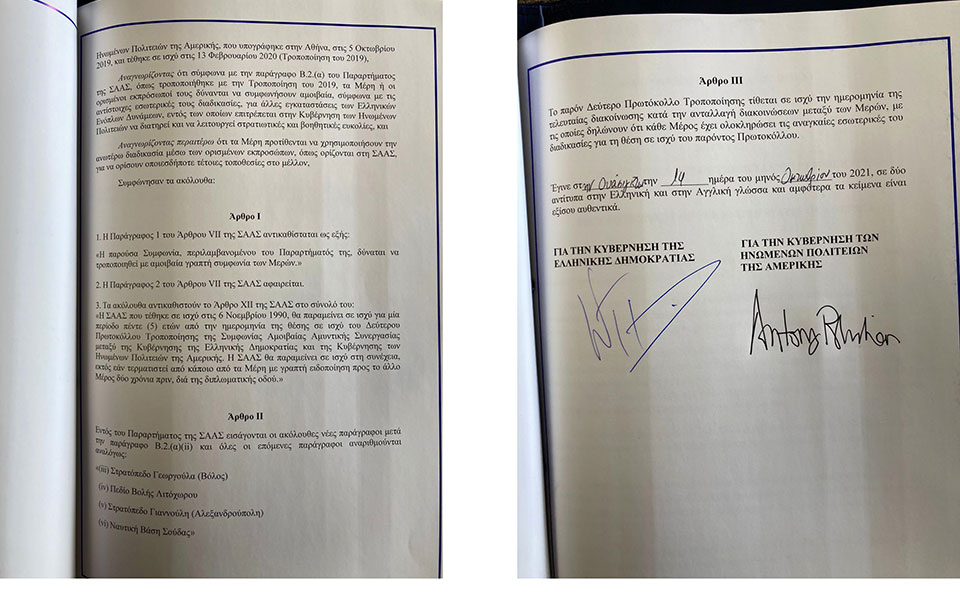 Ηνωμένων Πολιτειών της Αμερικής, που υπογράφηκε στην Αθήνα, στις 5 Οκτωβρίου
2019, και τέθηκε σε ισχύ στις 13 Φεβρουαρίου 2020 (Τροποποίηση του 2019),
Αναγνωρίζοντας ότι σύμφωνα με την παράγραφο Β.2.(α) του Παραρτήματος
της ΣΑΑΣ, όπως τροποποιήθηκε με την Τροποποίηση του 2019, τα Μέρη ή οι
ορισμένοι εκπρόσωποί τους δύνανται να συμφωνήσουν αμοιβαία, σύμφωνα με τις
αντίστοιχες εσωτερικές τους διαδικασίες, για άλλες εγκαταστάσεις των Ελληνικών
Ενόπλων Δυνάμεων, εντός των οποίων επιτρέπεται στην Κυβέρνηση των Ηνωμένων
Πολιτειών να διατηρεί και να λειτουργεί στρατιωτικές και βοηθητικές ευκολίες, και
Αναγνωρίζοντας περαιτέρω ότι τα Μέρη προτίθενται να χρησιμοποιήσουν την
ανωτέρω διαδικασία μέσω των ορισμένων εκπροσώπων, όπως ορίζονται στη ΣΑΑΣ,
για να ορίσουν οποιεσδήποτε τέτοιες τοποθεσίες στο μέλλον,
Συμφώνησαν τα ακόλουθα:
Άρθρο Ι
1. Η Παράγραφος 1 του Άρθρου VII της ΣΑΑΣ αντικαθίσταται ως εξής:
«Η παρούσα Συμφωνία, περιλαμβανομένου του Παραρτήματός της, δύναται να
τροποποιηθεί με αμοιβαία γραπτή συμφωνία των Μερών.»
2. Η Παράγραφος 2 του Άρθρου VII της ΣΑΑΣ αφαιρείται.
3. Τα ακόλουθα αντικαθιστούν το Άρθρο XII της ΣΑΑΣ στο σύνολό του:
«Η ΣΑΑΣ που τέθηκε σε ισχύ στις 6 Νοεμβρίου 1990, θα παραμείνει σε ισχύ για μία
περίοδο πέντε (5) ετών από την ημερομηνία της θέσης σε ισχύ του Δεύτερου
Πρωτοκόλλου Τροποποίησης της Συμφωνίας Αμοιβαίας Αμυντικής Συνεργασίας
μεταξύ της Κυβέρνησης της Ελληνικής Δημοκρατίας και της Κυβέρνησης των
Ηνωμένων Πολιτειών της Αμερικής. Η ΣΑΑΣ θα παραμείνει σε ισχύ στη συνέχεια,
εκτός εάν τερματιστεί από κάποιο από τα Μέρη με γραπτή ειδοποίηση προς το άλλο
Μέρος δύο χρόνια πριν, διά της διπλωματικής οδού.»
Άρθρο ΙΙ
Εντός του Παραρτήματος της ΣΑΑΣ εισάγονται οι ακόλουθες νέες παράγραφοι μετά
την παράγραφο Β.2.(α)(ii) και όλες οι επόμενες παράγραφοι αναριθμούνται
αναλόγως:
«(iii) Στρατόπεδο Γεωργούλα (Βόλος)
(iv) Πεδίο Βολής Λιτόχωρου
(v) Στρατόπεδο Γιαννούλη (Αλεξανδρούπολη)
(vi) Ναυτική Βάση Σούδας»
Άρθρο ΙΙΙ
Το παρόν Δεύτερο Πρωτόκολλο Τροποποίησης τίθεται σε ισχύ την ημερομηνία της
τελευταίας διακοίνωσης κατά την ανταλλαγή διακοινώσεων μεταξύ των Μερών, με
τις οποίες δηλώνουν ότι κάθε Μέρος έχει ολοκληρώσει τις αναγκαίες εσωτερικές του
διαδικασίες για τη θέση σε ισχύ του παρόντος Πρωτοκόλλου.
Έγινε στην Ουάσιγκτον την 14 ημέρα του μηνός Οκτωβρίου του 2021, σε δύο
αντίτυπα στην Ελληνική και στην Αγγλική γλώσσα και αμφότερα τα κείμενα είναι
εξίσου αυθεντικά.
ΓΙΑ ΤΗΝ ΚΥΒΕΡΝΗΣΗ ΤΗΣ
ΕΛΛΗΝΙΚΗΣ ΔΗΜΟΚΡΑΤΙΑΣ
ΓΙΑ ΤΗΝ ΚΥΒΕΡΝΗΣΗ ΤΩΝ
ΗΝΩΜΕΝΩΝ ΠΟΛΙΤΕΙΩΝ
ΤΗΣ ΑΜΕΡΙΚΗΣ